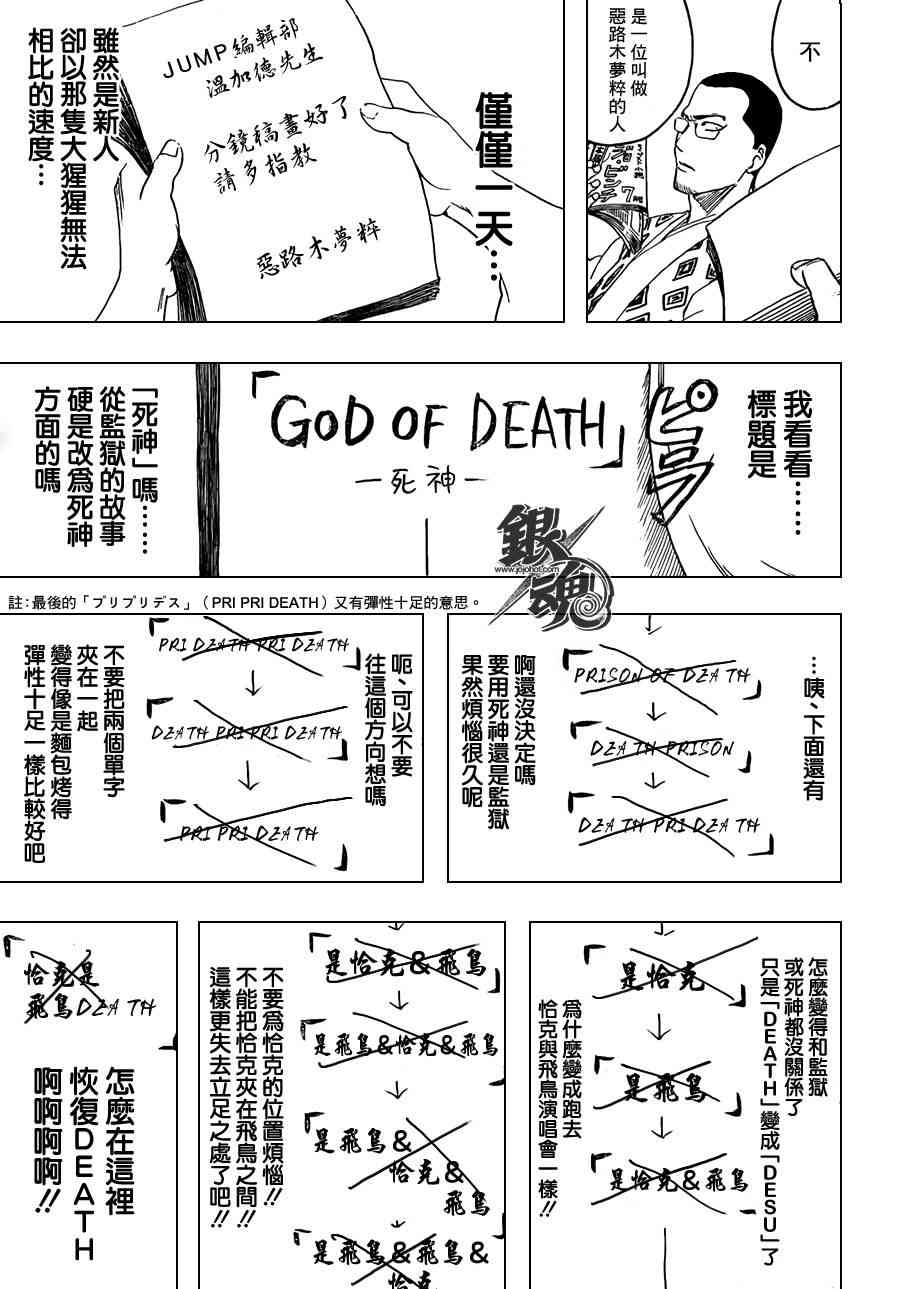 不
是一位叫做
惡路木夢粹的人
7
僅僅一天…
JUMP編輯部
溫加德先生
分鏡稿畫好了
請多指教
惡路木夢粹
雖然是新人
卻以那隻大猩猩無法
相比的速度…
我看看……
標題是
ピラ
「GOD OF DEATH」
－死神－
「死神」嗎……
從監獄的故事
硬是改為死神
方面的嗎
銀魂
www.jojohot.com
註:最後的「プリプリデス」（PRI PRI DEATH）又有彈性十足的意思。
…咦、下面還有
「PRISON OF DEATH」
↓
「DEATH PRISON」
↓
「DEATH PRI DEATH」
啊還沒決定嗎
要用死神還是監獄
果然煩惱很久呢
「PRI DEATH PRI DEATH」
↓
「DEATH PRI PRI DEATH」
↓
「PRI PRI DEATH」
呃、可以不要
往這個方向想嗎
不要把兩個單字
夾在一起
變得像是麵包烤得
彈性十足一樣比較好吧
怎麼變得和監獄
或死神都沒關係了
只是「DEATH」變成「DESU」了
「是恰克」
↓
「是飛鳥」
↓
「是恰克&飛鳥」
為什麼變成跑去
恰克與飛鳥演唱會一樣!!
「是恰克&飛鳥」
↓
「是飛鳥&恰克&飛鳥」
↓
「是飛鳥&
恰克&
飛鳥」
↓
「是飛鳥&飛鳥&
恰克
不要為恰克的位置煩惱!!
不能把恰克夾在飛鳥之間!!
這樣更失去立足之處了吧!!
「恰克是
飛鳥DEATH」
怎麼在這裡
恢復DEATH
啊啊啊啊!!